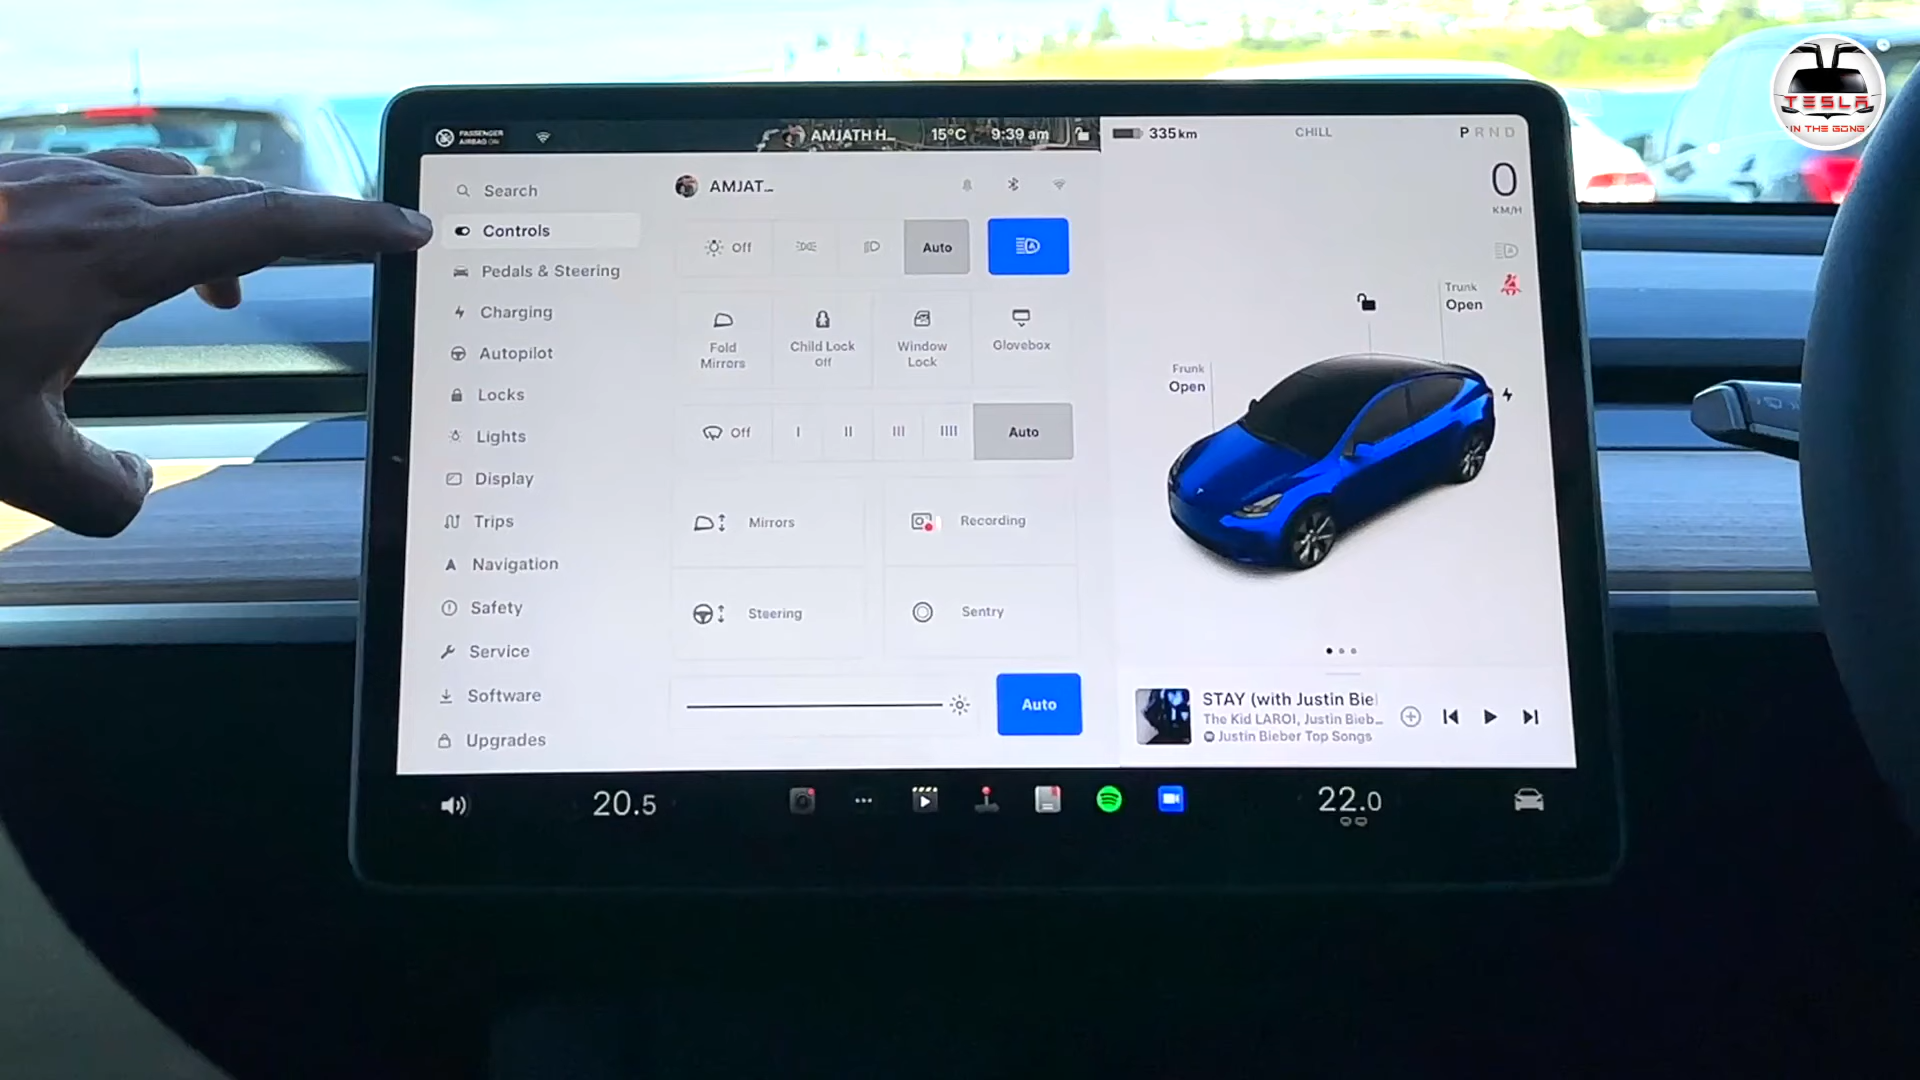 TESLA
IN THE GONG
PASSENGER
AIRBAG ON
AMJATH H... 15°C 9:39 am
335 km CHILL P R N D
0
KM/H
Search
Controls
Pedals & Steering
Charging
Autopilot
Locks
Lights
Display
Trips
Navigation
Safety
Service
Software
Upgrades
AMJAT...
Off Auto
Fold
Mirrors
Child Lock
Off
Window
Lock
Glovebox
Off I II III IIII Auto
Mirrors
Recording
Steering
Sentry
Auto
Trunk
Open
Frunk
Open
STAY (with Justin Bie
The Kid LAROI, Justin Bieb...
Justin Bieber Top Songs
20.5
22.0